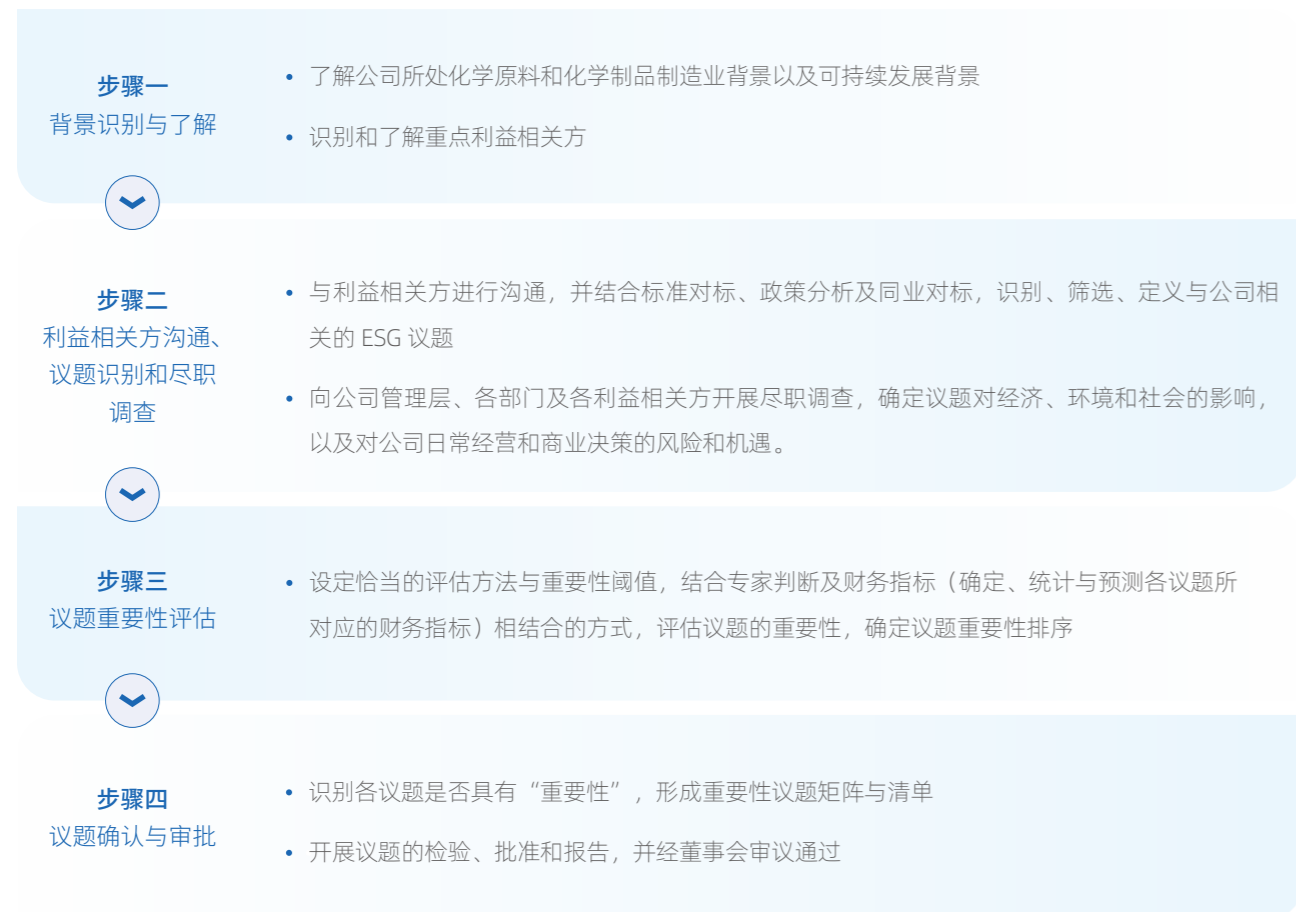 步骤一
背景识别与了解
• 了解公司所处化学原料和化学制品制造业背景以及可持续发展背景
• 识别和了解重点利益相关方
步骤二
利益相关方沟通、
议题识别和尽职
调查
• 与利益相关方进行沟通，并结合标准对标、政策分析及同业对标，识别、筛选、定义与公司相
关的 ESG 议题
• 向公司管理层、各部门及各利益相关方开展尽职调查，确定议题对经济、环境和社会的影响，
以及对公司日常经营和商业决策的风险和机遇。
步骤三
议题重要性评估
• 设定恰当的评估方法与重要性阈值，结合专家判断及财务指标（确定、统计与预测各议题所
对应的财务指标）相结合的方式，评估议题的重要性，确定议题重要性排序
步骤四
议题确认与审批
• 识别各议题是否具有“重要性”，形成重要性议题矩阵与清单
• 开展议题的检验、批准和报告，并经董事会审议通过